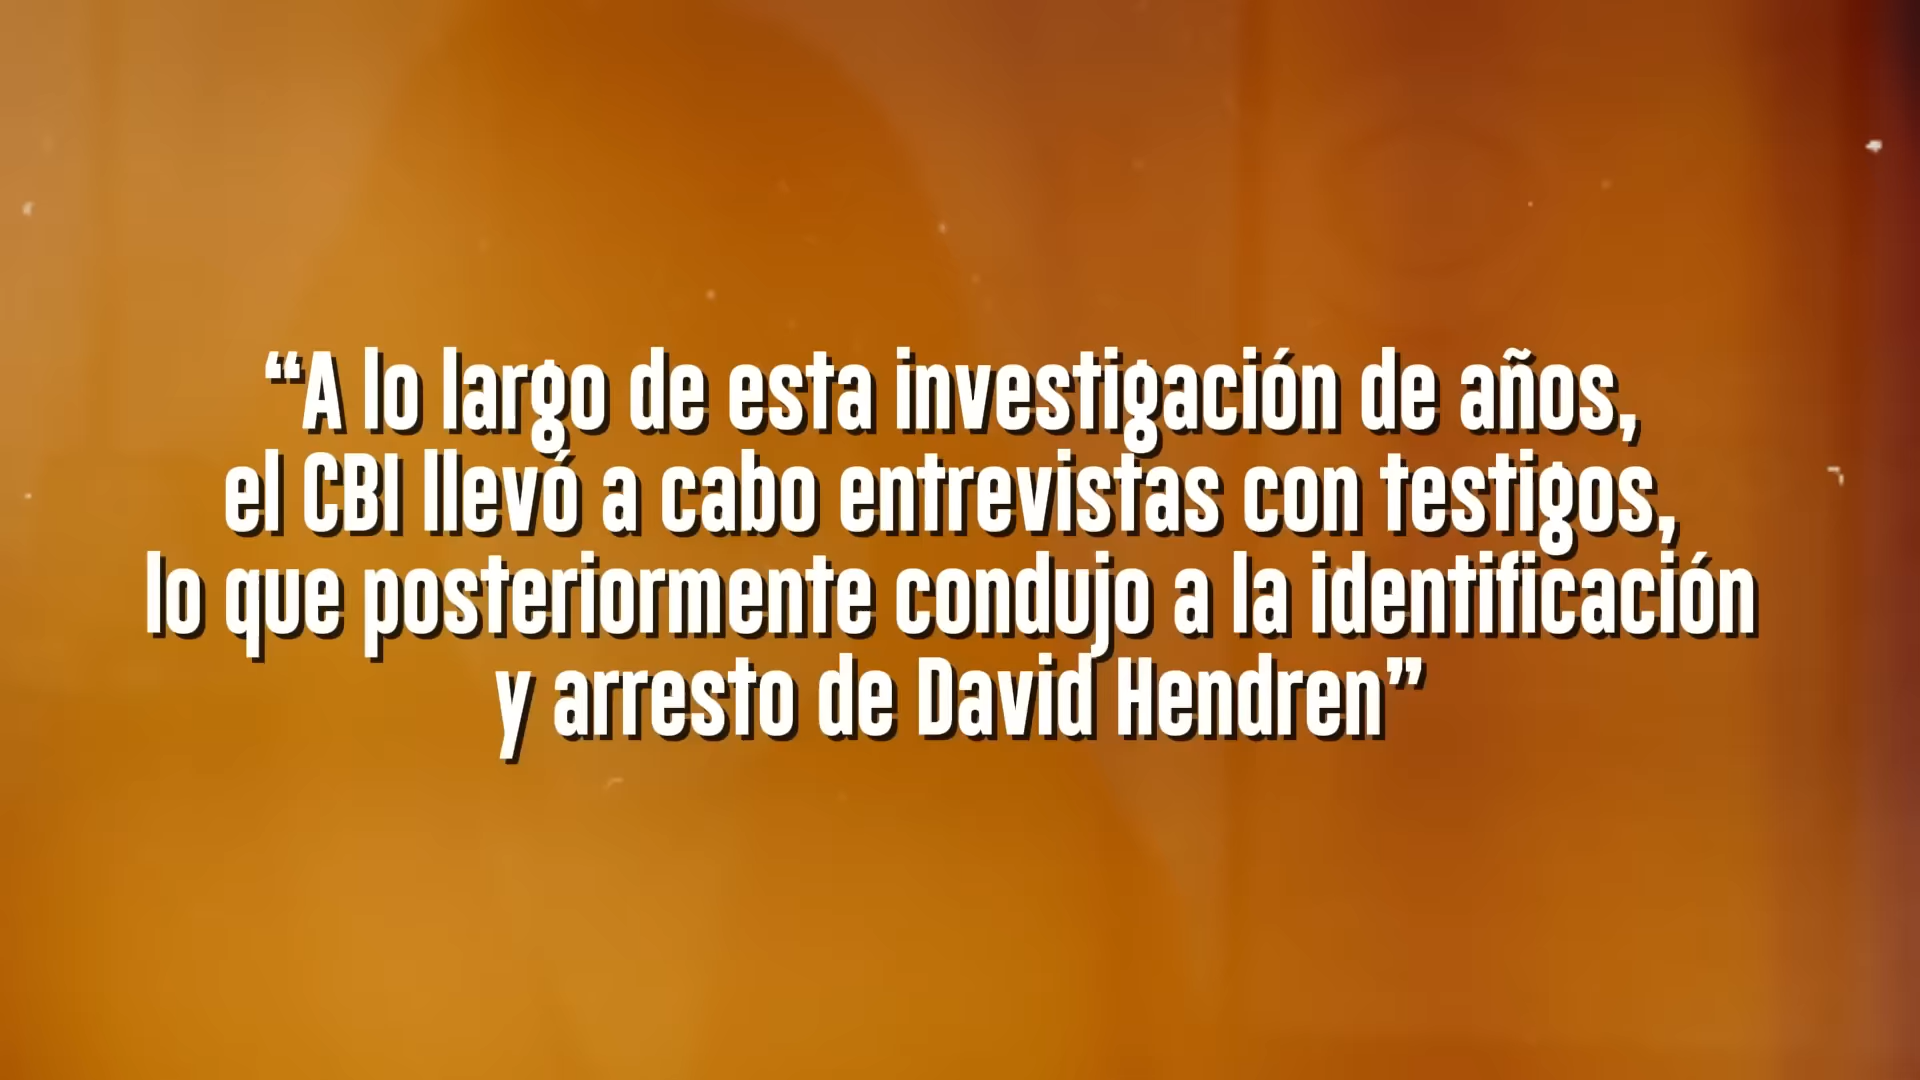 “A lo largo de esta investigación de años,
el CBI llevó a cabo entrevistas con testigos,
lo que posteriormente condujo a la identificación
y arresto de David Hendren”